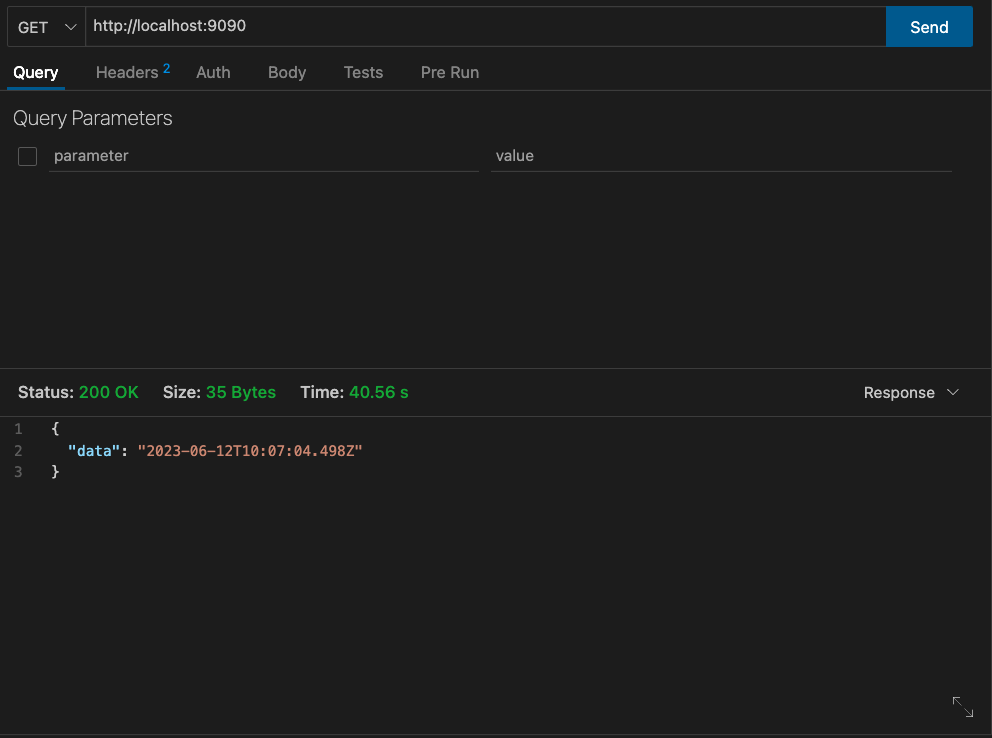 GET http://localhost:9090 Send
Query Headers 2 Auth Body Tests Pre Run
Query Parameters
parameter value
Status: 200 OK Size: 35 Bytes Time: 40.56 s Response
1 {
2 "data": "2023-06-12T10:07:04.498Z"
3 }